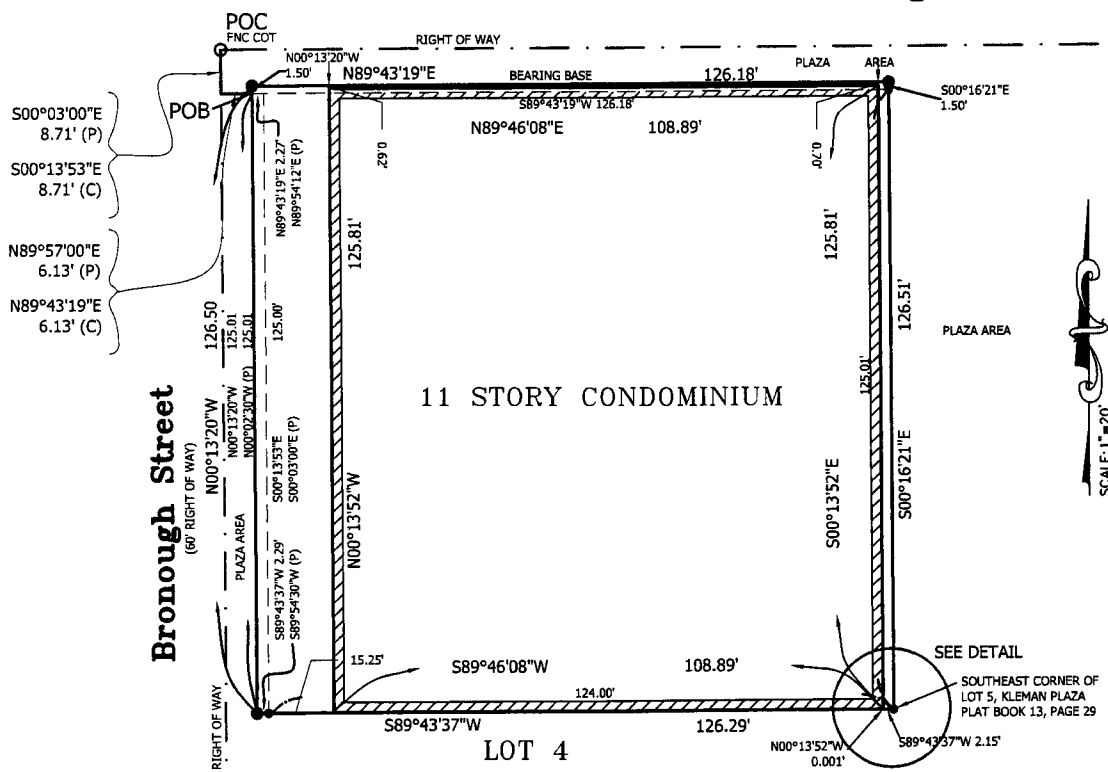 POC
FNC COT
RIGHT OF WAY
N00°13'20"W
1.50'
N89°43'19"E
BEARING BASE
126.18'
PLAZA
AREA
S00°16'21"E
1.50'
POB
S89°43'19"W 126.18'
N89°46'08"E
108.89'
S00°03'00"E
8.71' (P)
S00°13'53"E
8.71' (C)
N89°57'00"E
6.13' (P)
N89°43'19"E
6.13' (C)
N89°43'19"E 2.27'
N89°54'12"E (P)
0.62'
0.70'
125.81'
125.81'
126.50
125.01
125.01
125.00'
126.51'
125.01'
PLAZA AREA
11 STORY CONDOMINIUM
Bronough Street
(60' RIGHT OF WAY)
N00°13'20"W
N00°13'20"W
N00°02'30"W (P)
S00°13'53"E
S00°03'00"E (P)
N00°13'52"W
S00°13'52"E
S00°16'21"E
SCALE: 1"=20'
PLAZA AREA
S89°43'37"W 2.29'
S89°54'30"W (P)
15.25'
S89°46'08"W
108.89'
124.00'
SEE DETAIL
SOUTHEAST CORNER OF
LOT 5, KLEMAN PLAZA
PLAT BOOK 13, PAGE 29
S89°43'37"W
126.29'
RIGHT OF WAY
LOT 4
N00°13'52"W
0.001'
S89°43'37"W 2.15'